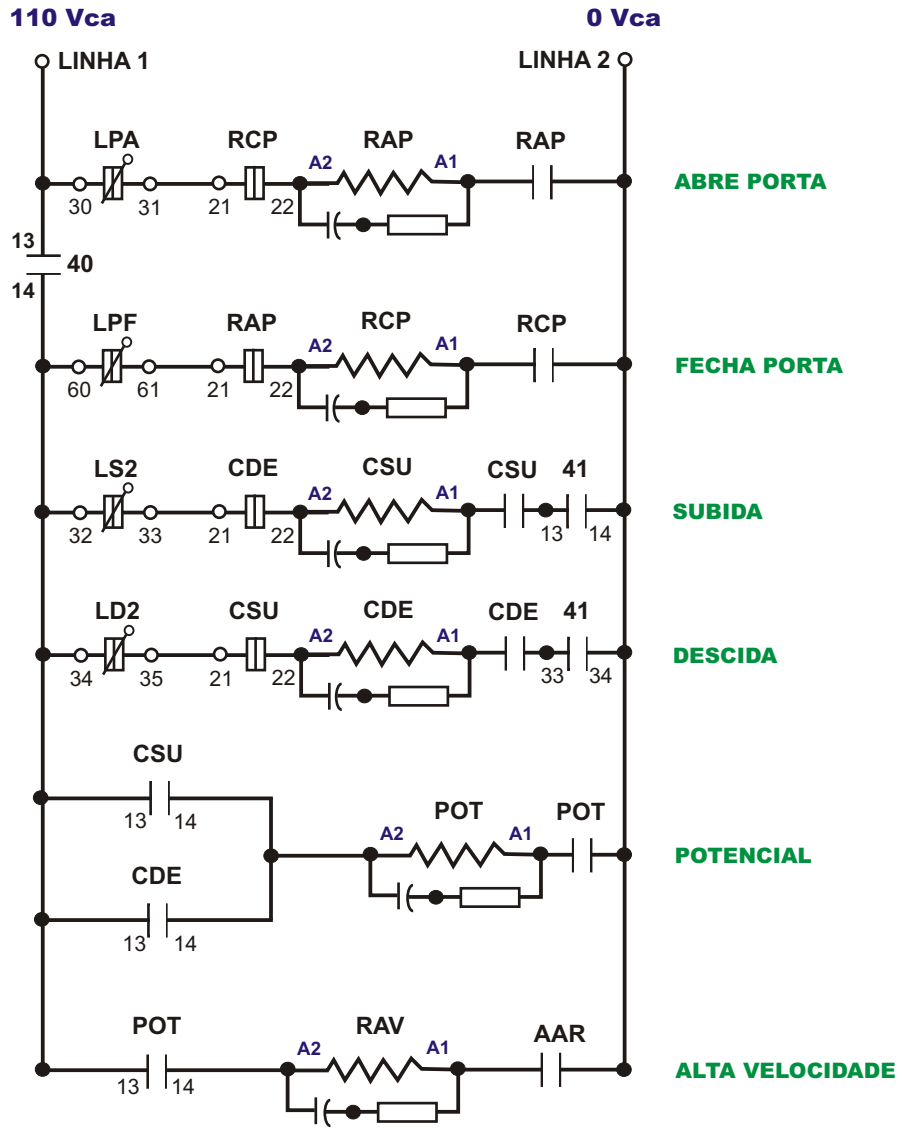 110 Vca 0 Vca
LINHA 1 LINHA 2
LPA RCP RAP RAP
A2 A1
ABRE PORTA
30 31 21 22
13
40
14
LPF RAP RCP RCP
A2 A1
FECHA PORTA
60 61 21 22
LS2 CDE CSU CSU 41
A2 A1
SUBIDA
32 33 21 22 13 14
LD2 CSU CDE CDE 41
A2 A1
DESCIDA
34 35 21 22 33 34
CSU
13 14
POT POT
A2 A1
POTENCIAL
CDE
13 14
POT RAV AAR
A2 A1
ALTA VELOCIDADE
13 14